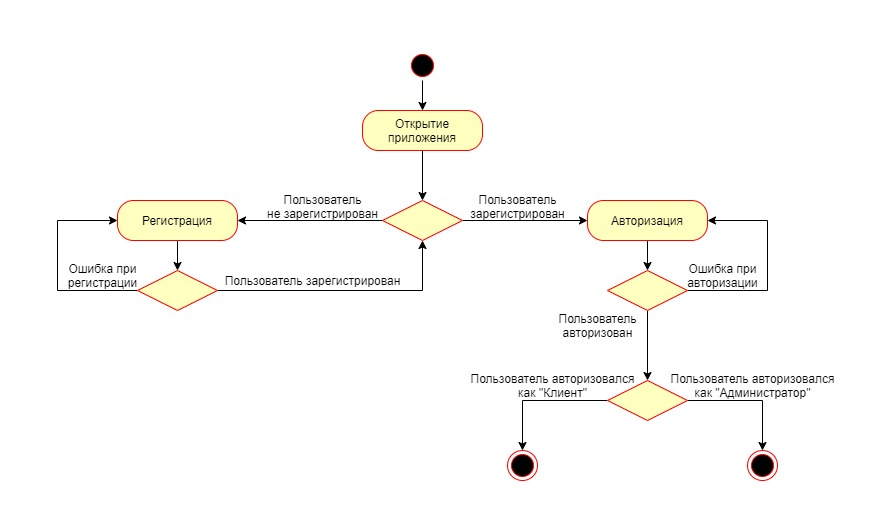 Открытие
приложения
Пользователь
не зарегистрирован
Пользователь
зарегистрирован
Регистрация
Авторизация
Ошибка при
регистрации
Пользователь зарегистрирован
Ошибка при
авторизации
Пользователь
авторизован
Пользователь авторизовался
как "Клиент"
Пользователь авторизовался
как "Администратор"